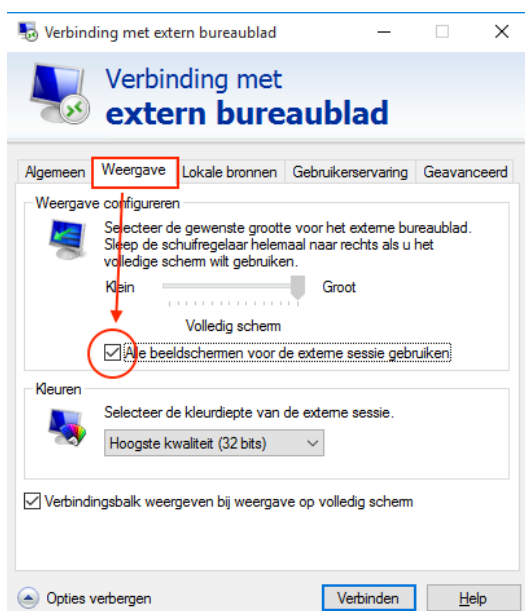 Verbinding met extern bureaublad
Verbinding met
extern bureaublad
Algemeen Weergave Lokale bronnen Gebruikerservaring Geavanceerd
Weergave configureren
Selecteer de gewenste grootte voor het externe bureaublad.
Sleep de schuifregelaar helemaal naar rechts als u het
volledige scherm wilt gebruiken.
Klein Groot
Volledig scherm
Alle beeldschermen voor de externe sessie gebruiken
Kleuren
Selecteer de kleurdiepte van de externe sessie.
Hoogste kwaliteit (32 bits)
Verbindingsbalk weergeven bij weergave op volledig scherm
Opties verbergen Verbinden Help